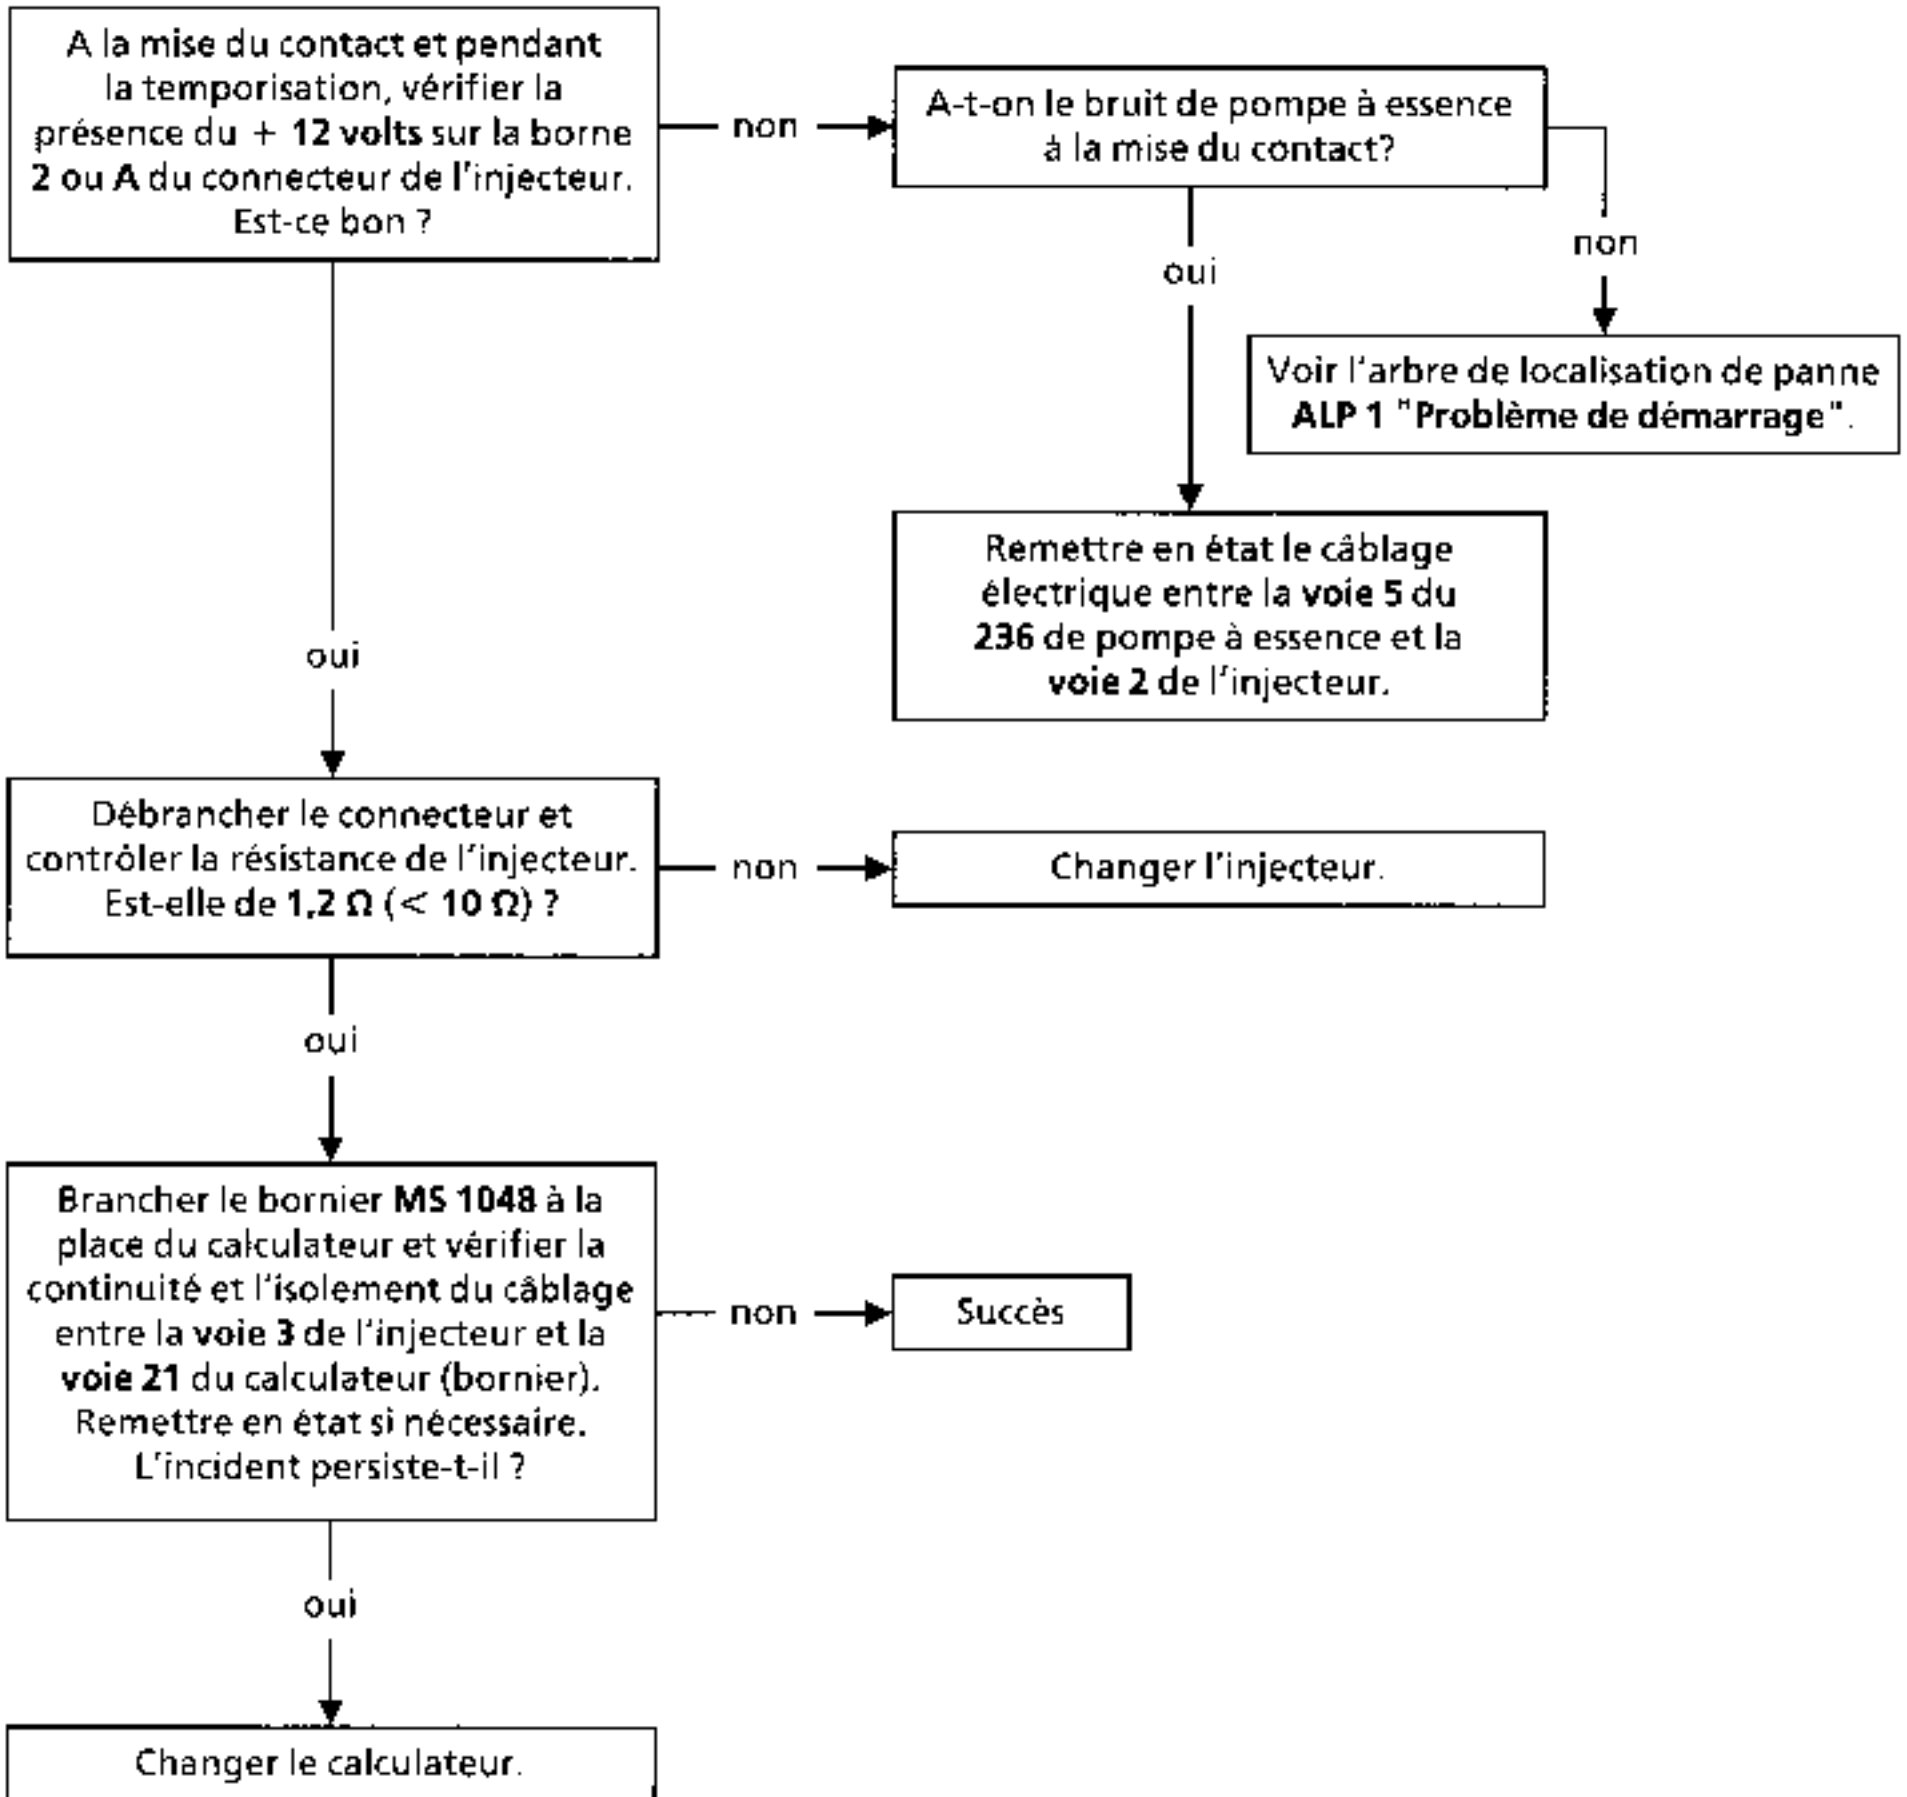 A la mise du contact et pendant
la temporisation, vérifier la
présence du + 12 volts sur la borne
2 ou A du connecteur de l'injecteur.
Est-ce bon ?
non
A-t-on le bruit de pompe à essence
à la mise du contact?
non
oui
Voir l'arbre de localisation de panne
ALP 1 "Problème de démarrage".
Remettre en état le câblage
électrique entre la voie 5 du
236 de pompe à essence et la
voie 2 de l'injecteur.
oui
Débrancher le connecteur et
contrôler la résistance de l'injecteur.
Est-elle de 1,2 Ω (< 10 Ω) ?
non
Changer l'injecteur.
oui
Brancher le bornier MS 1048 à la
place du calculateur et vérifier la
continuité et l'isolement du câblage
entre la voie 3 de l'injecteur et la
voie 21 du calculateur (bornier).
Remettre en état si nécessaire.
L'incident persiste-t-il ?
non
Succès
oui
Changer le calculateur.